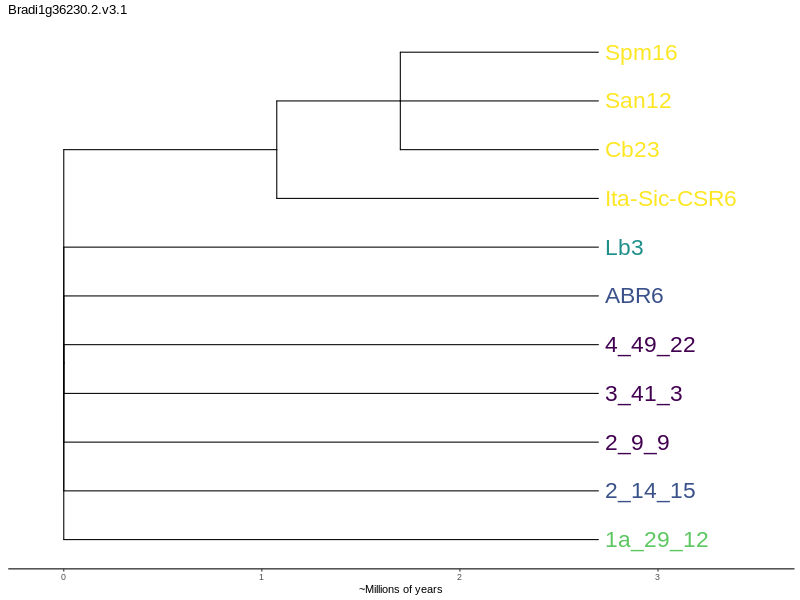 Bradi1g36230.2.v3.1
Spm16
San12
Cb23
Ita-Sic-CSR6
Lb3
ABR6
4_49_22
3_41_3
2_9_9
2_14_15
1a_29_12
0 1 2 3
~Millions of years